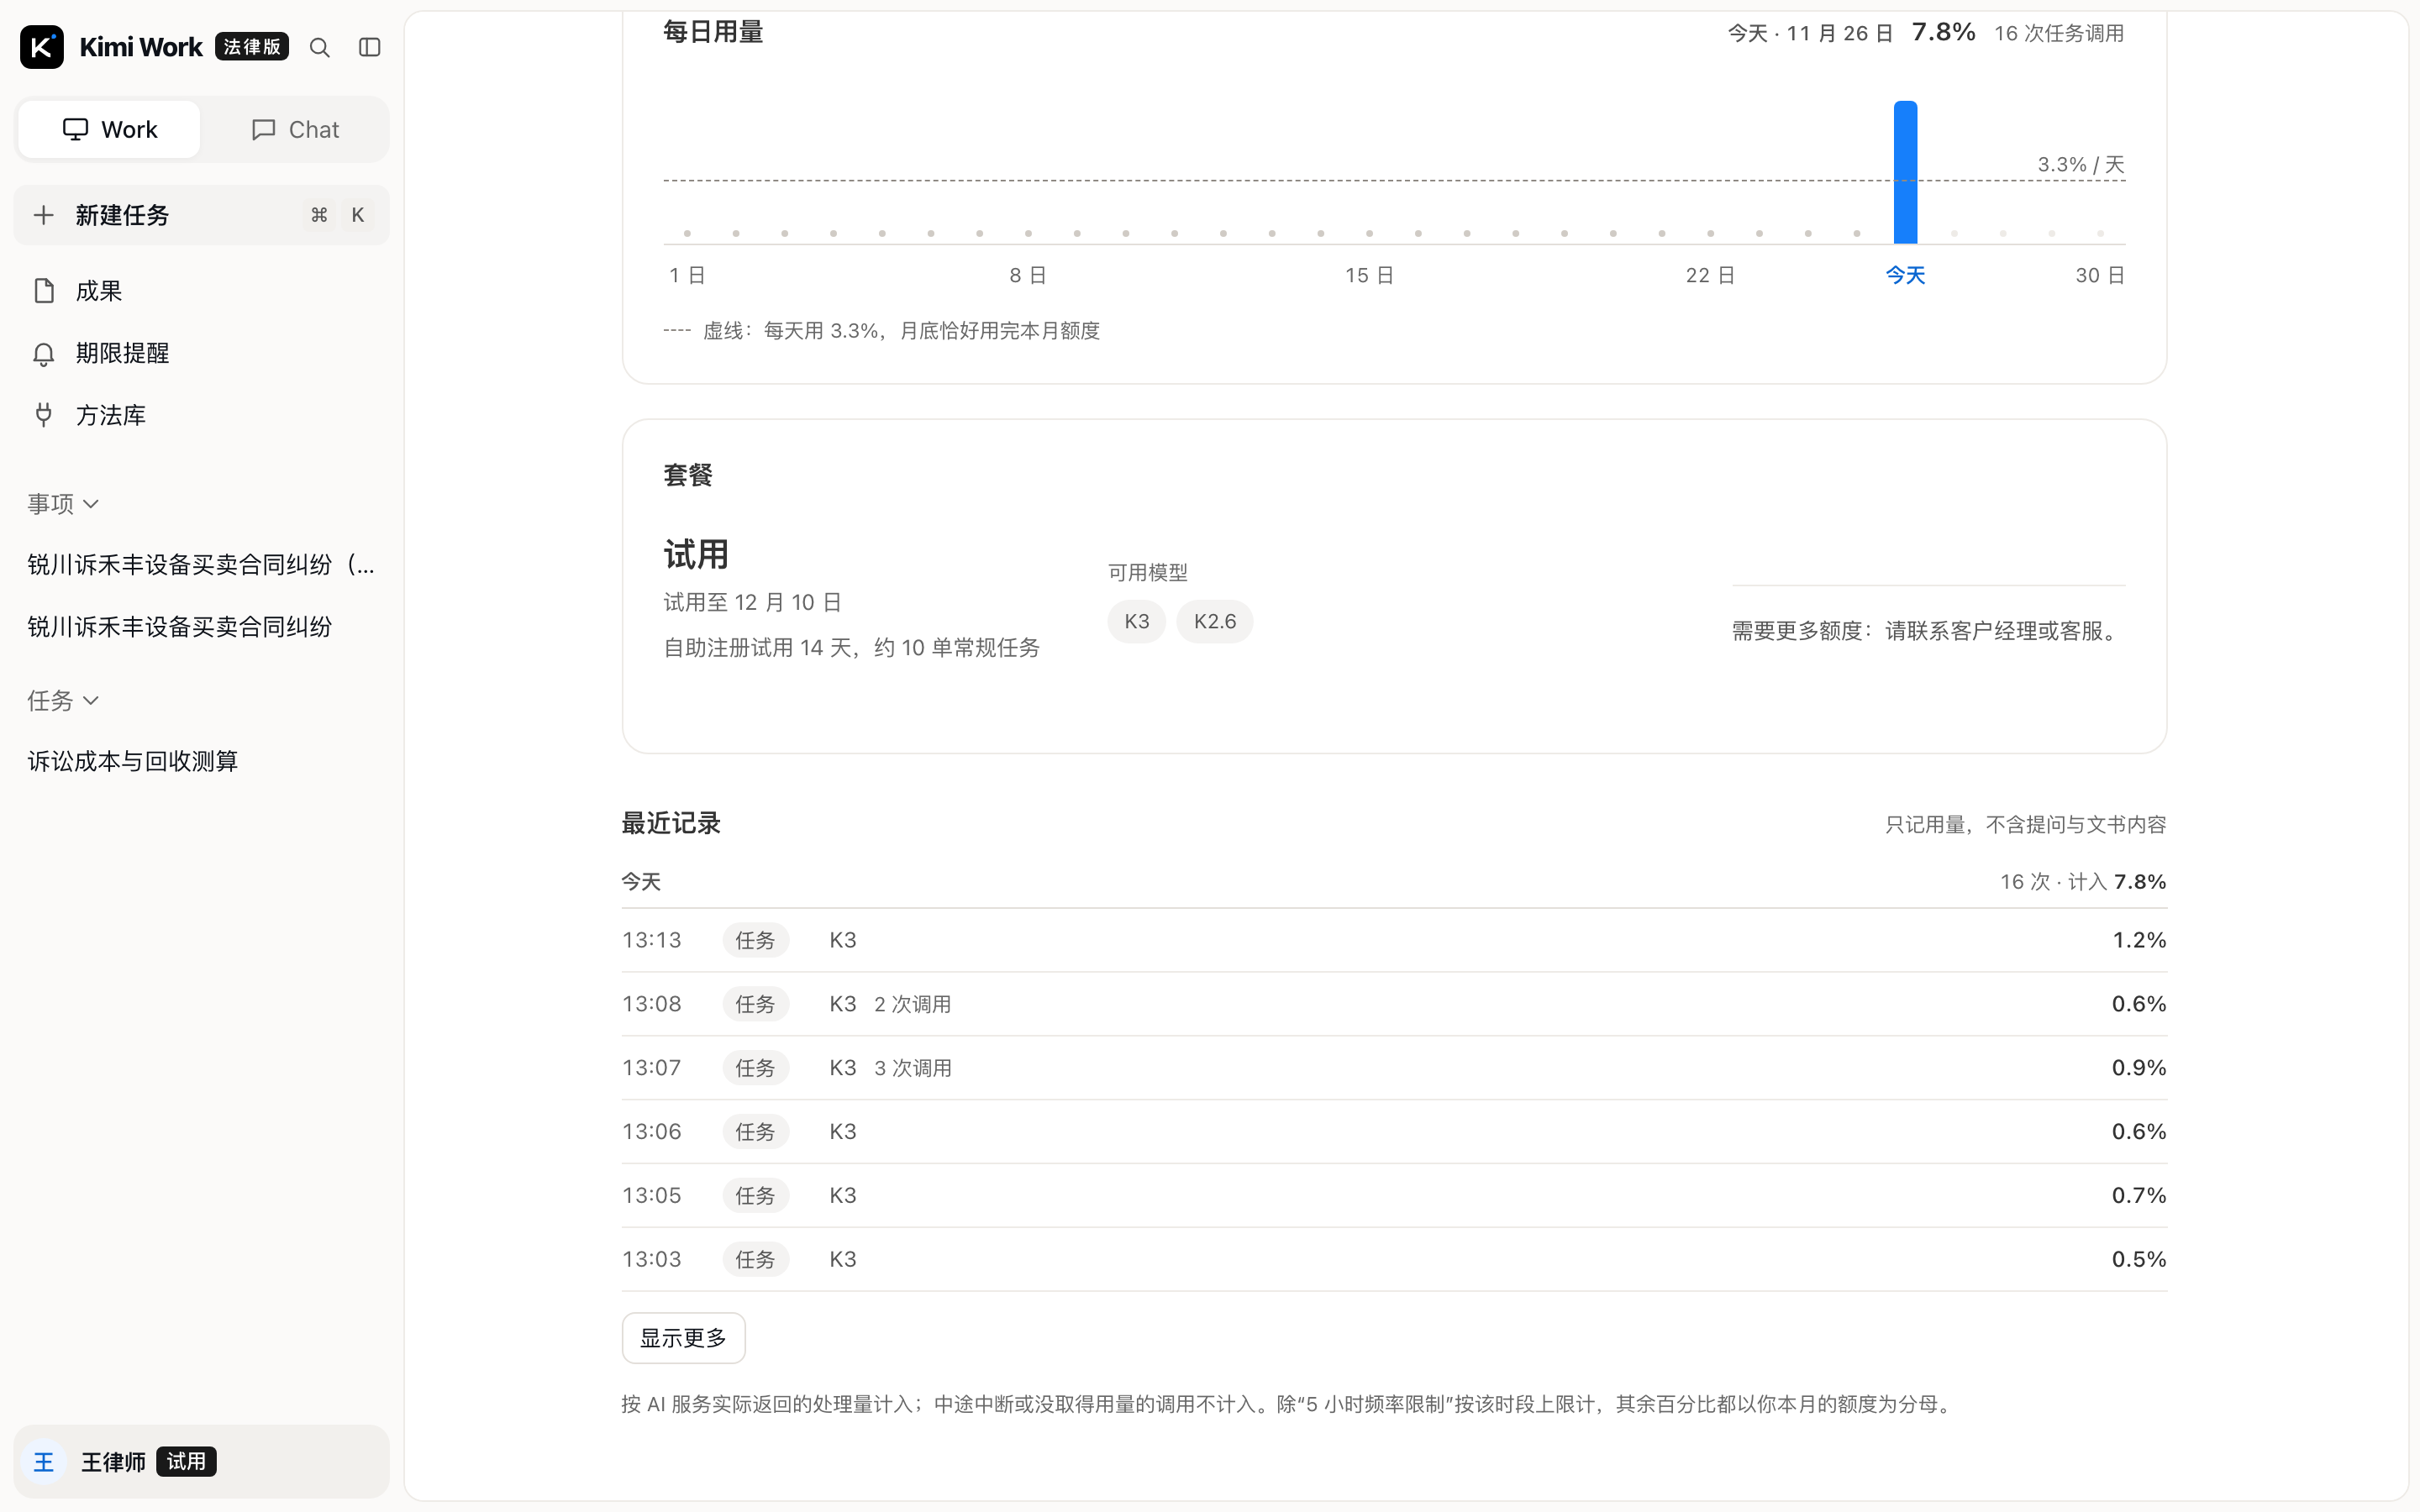 Kimi Work 法律版
Work
Chat
新建任务 ⌘ K
成果
期限提醒
方法库
事项
锐川诉禾丰设备买卖合同纠纷（...
锐川诉禾丰设备买卖合同纠纷
任务
诉讼成本与回收测算
王 王律师 试用
每日用量
今天 · 11 月 26 日 7.8% 16 次任务调用
3.3% / 天
1 日 8 日 15 日 22 日 今天 30 日
---- 虚线：每天用 3.3%，月底恰好用完本月额度
套餐
试用
试用至 12 月 10 日
自助注册试用 14 天，约 10 单常规任务
可用模型
K3 K2.6
需要更多额度：请联系客户经理或客服。
最近记录
只记用量，不含提问与文书内容
今天 16 次 · 计入 7.8%
13:13 任务 K3 1.2%
13:08 任务 K3 2 次调用 0.6%
13:07 任务 K3 3 次调用 0.9%
13:06 任务 K3 0.6%
13:05 任务 K3 0.7%
13:03 任务 K3 0.5%
显示更多
按 AI 服务实际返回的处理量计入；中途中断或没取得用量的调用不计入。除“5 小时频率限制”按该时段上限计，其余百分比都以你本月的额度为分母。